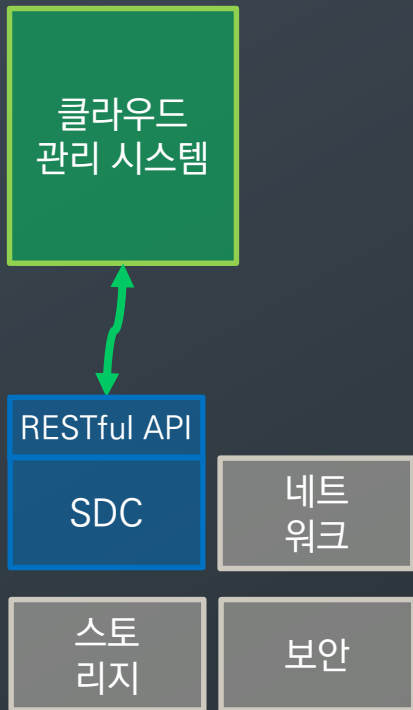 클라우드
관리 시스템
RESTful API
SDC
네트
워크
스토
리지
보안